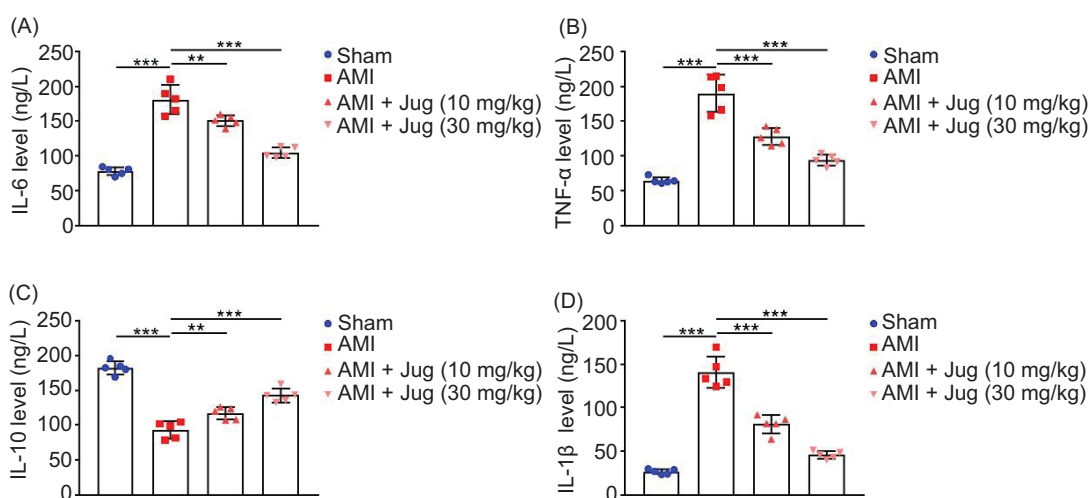 (A)
IL-6 level (ng/L)
250
200
150
100
50
0
***
**
***
Sham
AMI
AMI + Jug (10 mg/kg)
AMI + Jug (30 mg/kg)
(B)
TNF-α level (ng/L)
250
200
150
100
50
0
***
***
***
Sham
AMI
AMI + Jug (10 mg/kg)
AMI + Jug (30 mg/kg)
(C)
IL-10 level (ng/L)
250
200
150
100
50
0
***
**
***
Sham
AMI
AMI + Jug (10 mg/kg)
AMI + Jug (30 mg/kg)
(D)
IL-1β level (ng/L)
200
150
100
50
0
***
***
***
Sham
AMI
AMI + Jug (10 mg/kg)
AMI + Jug (30 mg/kg)